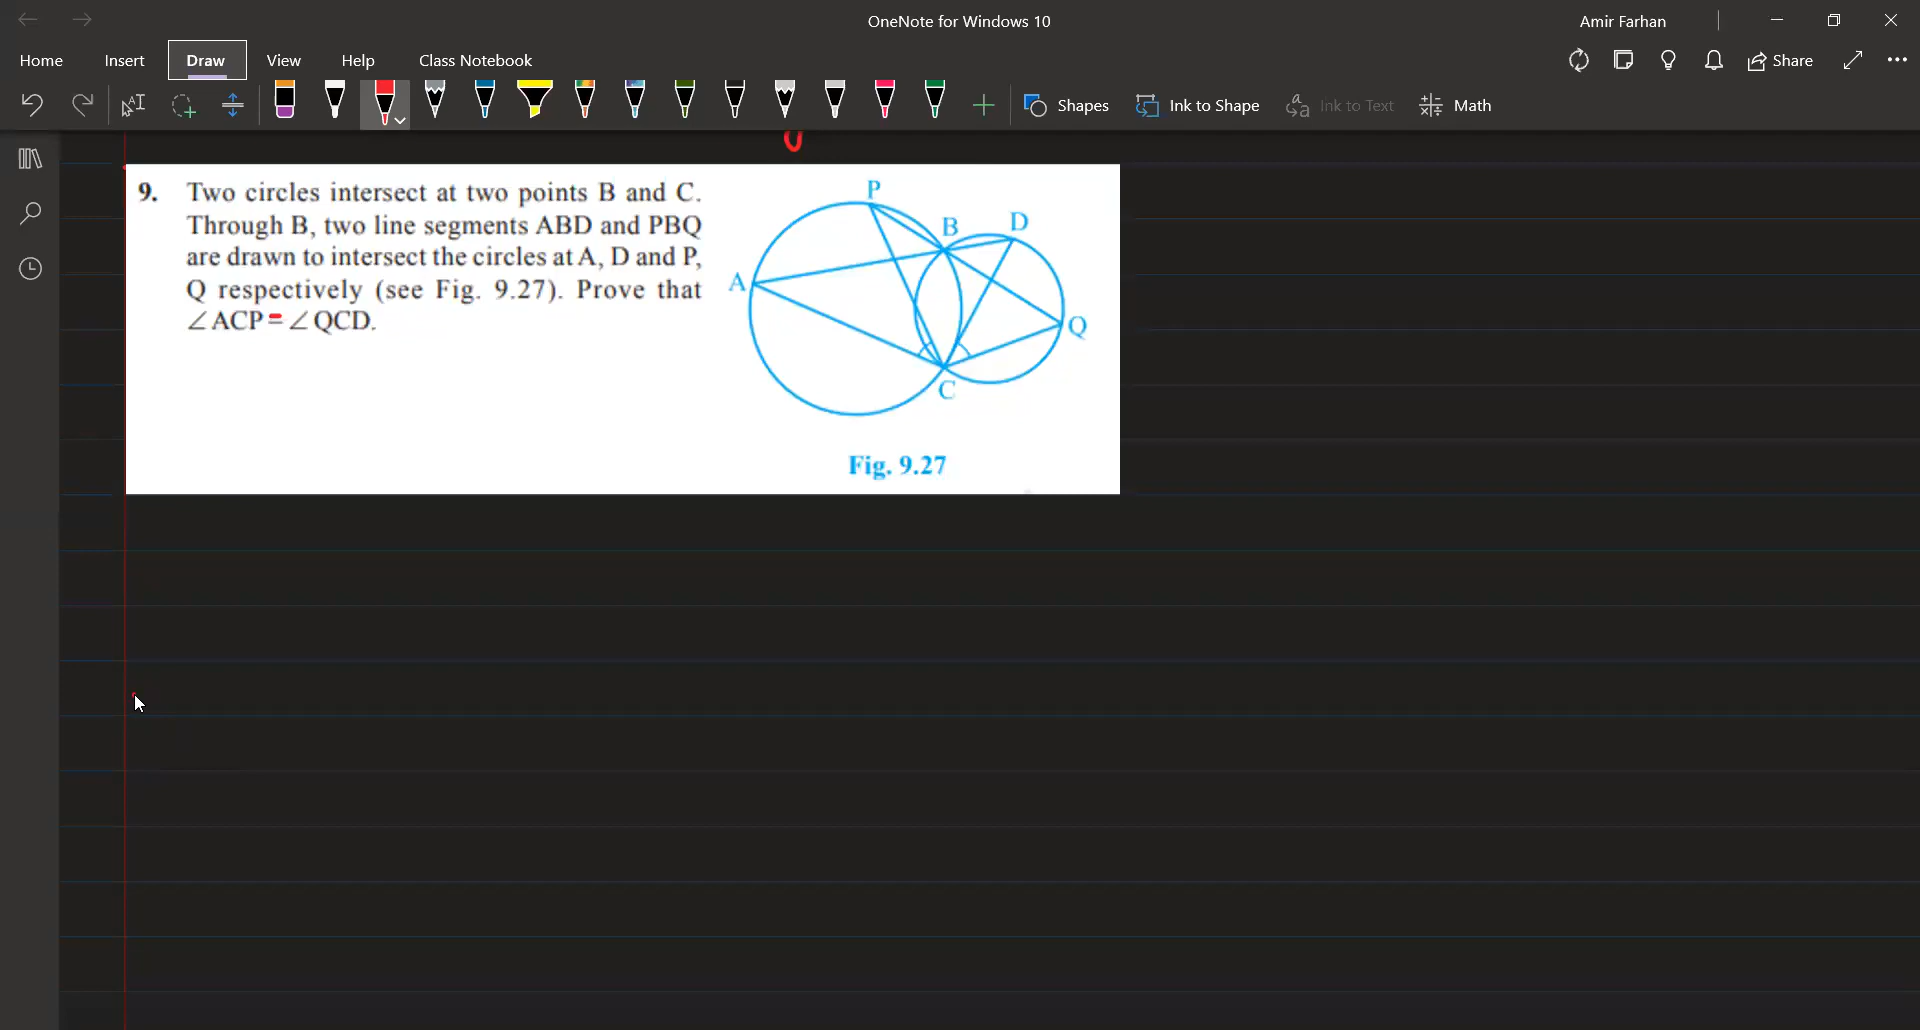 OneNote for Windows 10
Amir Farhan
Home Insert Draw View Help Class Notebook
Share
Shapes Ink to Shape Ink to Text Math
9. Two circles intersect at two points B and C.
Through B, two line segments ABD and PBQ
are drawn to intersect the circles at A, D and P,
Q respectively (see Fig. 9.27). Prove that
∠ACP = ∠QCD.
P
B D
A
Q
C
Fig. 9.27